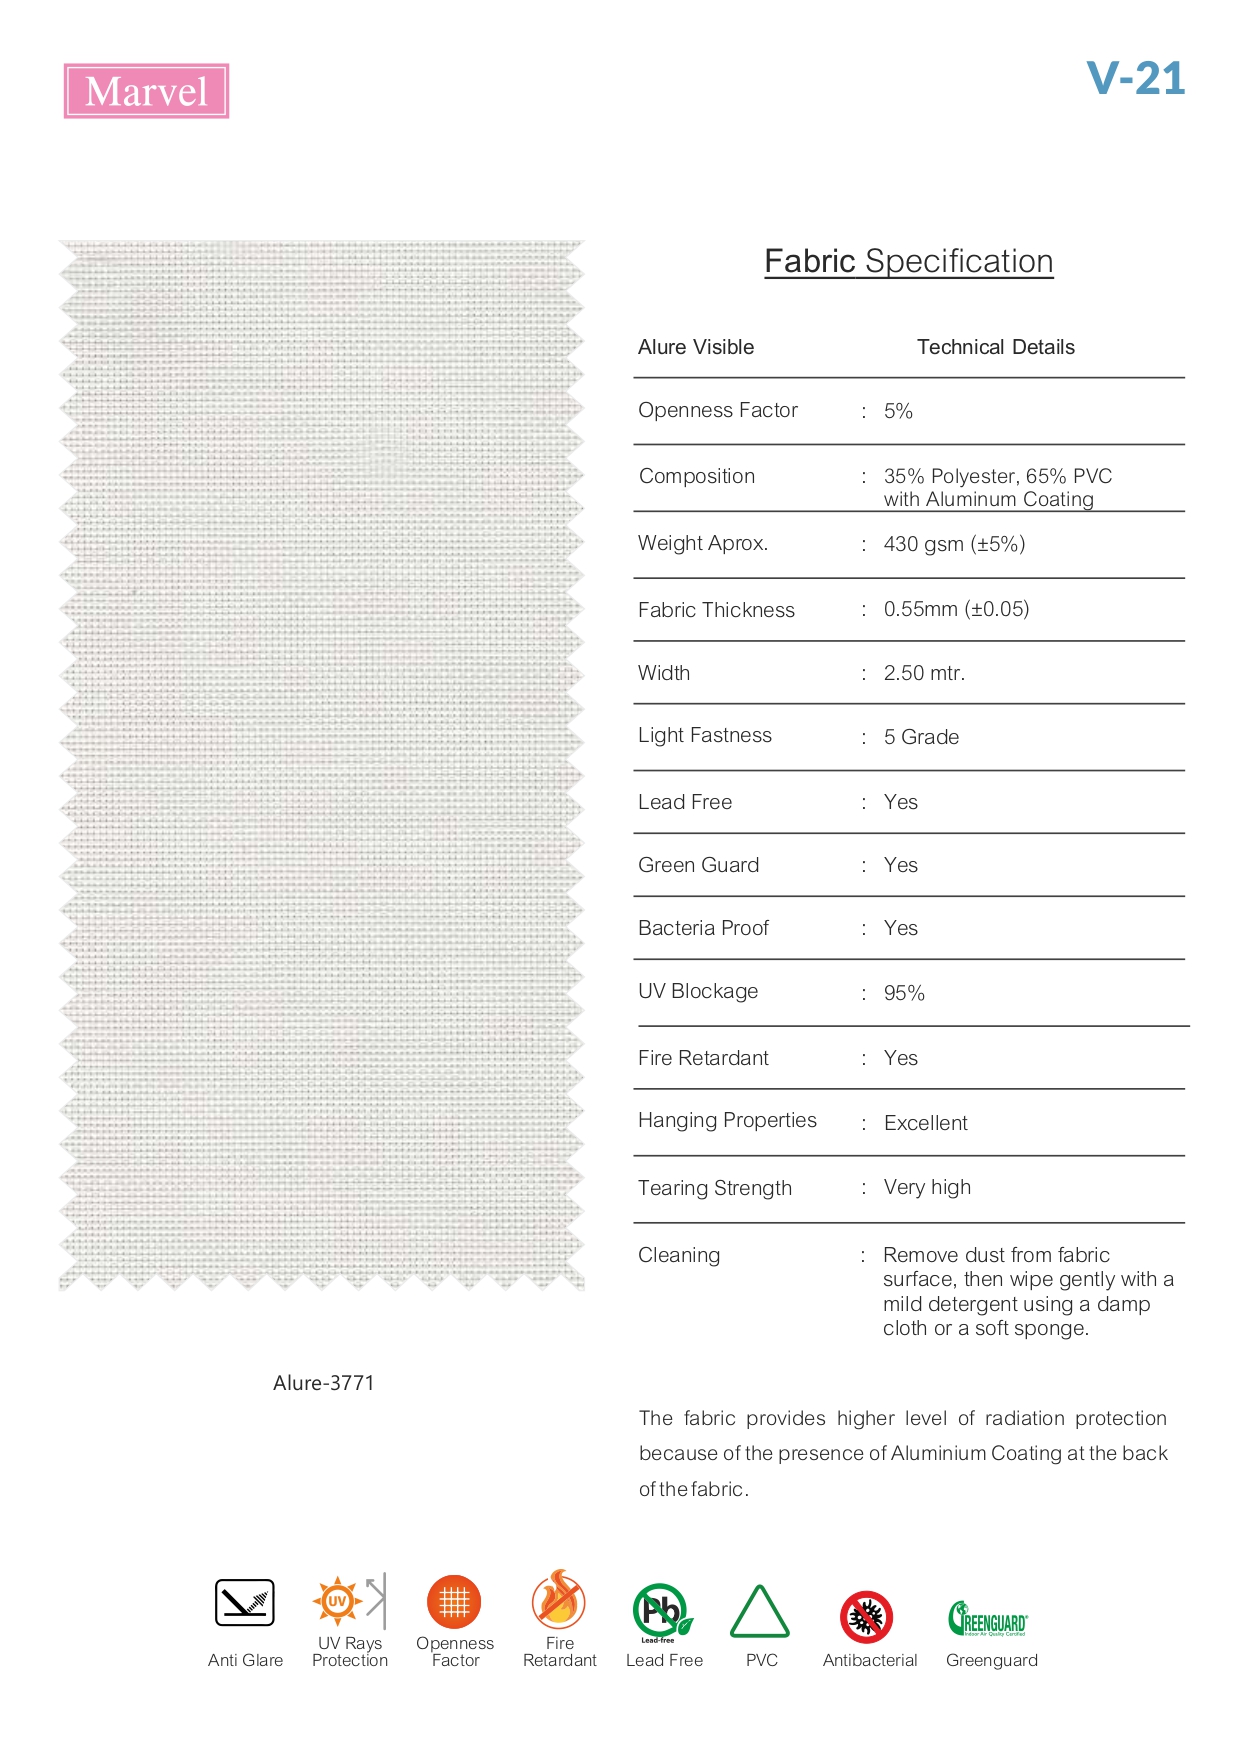 Marvel
V-21
Fabric Specification
Alure Visible Technical Details
Openness Factor : 5%
Composition : 35% Polyester, 65% PVC
with Aluminum Coating
Weight Aprox. : 430 gsm (±5%)
Fabric Thickness : 0.55mm (±0.05)
Width : 2.50 mtr.
Light Fastness : 5 Grade
Lead Free : Yes
Green Guard : Yes
Bacteria Proof : Yes
UV Blockage : 95%
Fire Retardant : Yes
Hanging Properties : Excellent
Tearing Strength : Very high
Cleaning : Remove dust from fabric
surface, then wipe gently with a
mild detergent using a damp
cloth or a soft sponge.
Alure-3771
The fabric provides higher level of radiation protection
because of the presence of Aluminium Coating at the back
of the fabric.
UV
Pb
Lead-free
GREENGUARD
Indoor Air Quality Certified
Anti Glare
UV Rays
Protection
Openness
Factor
Fire
Retardant
Lead Free
PVC
Antibacterial
Greenguard